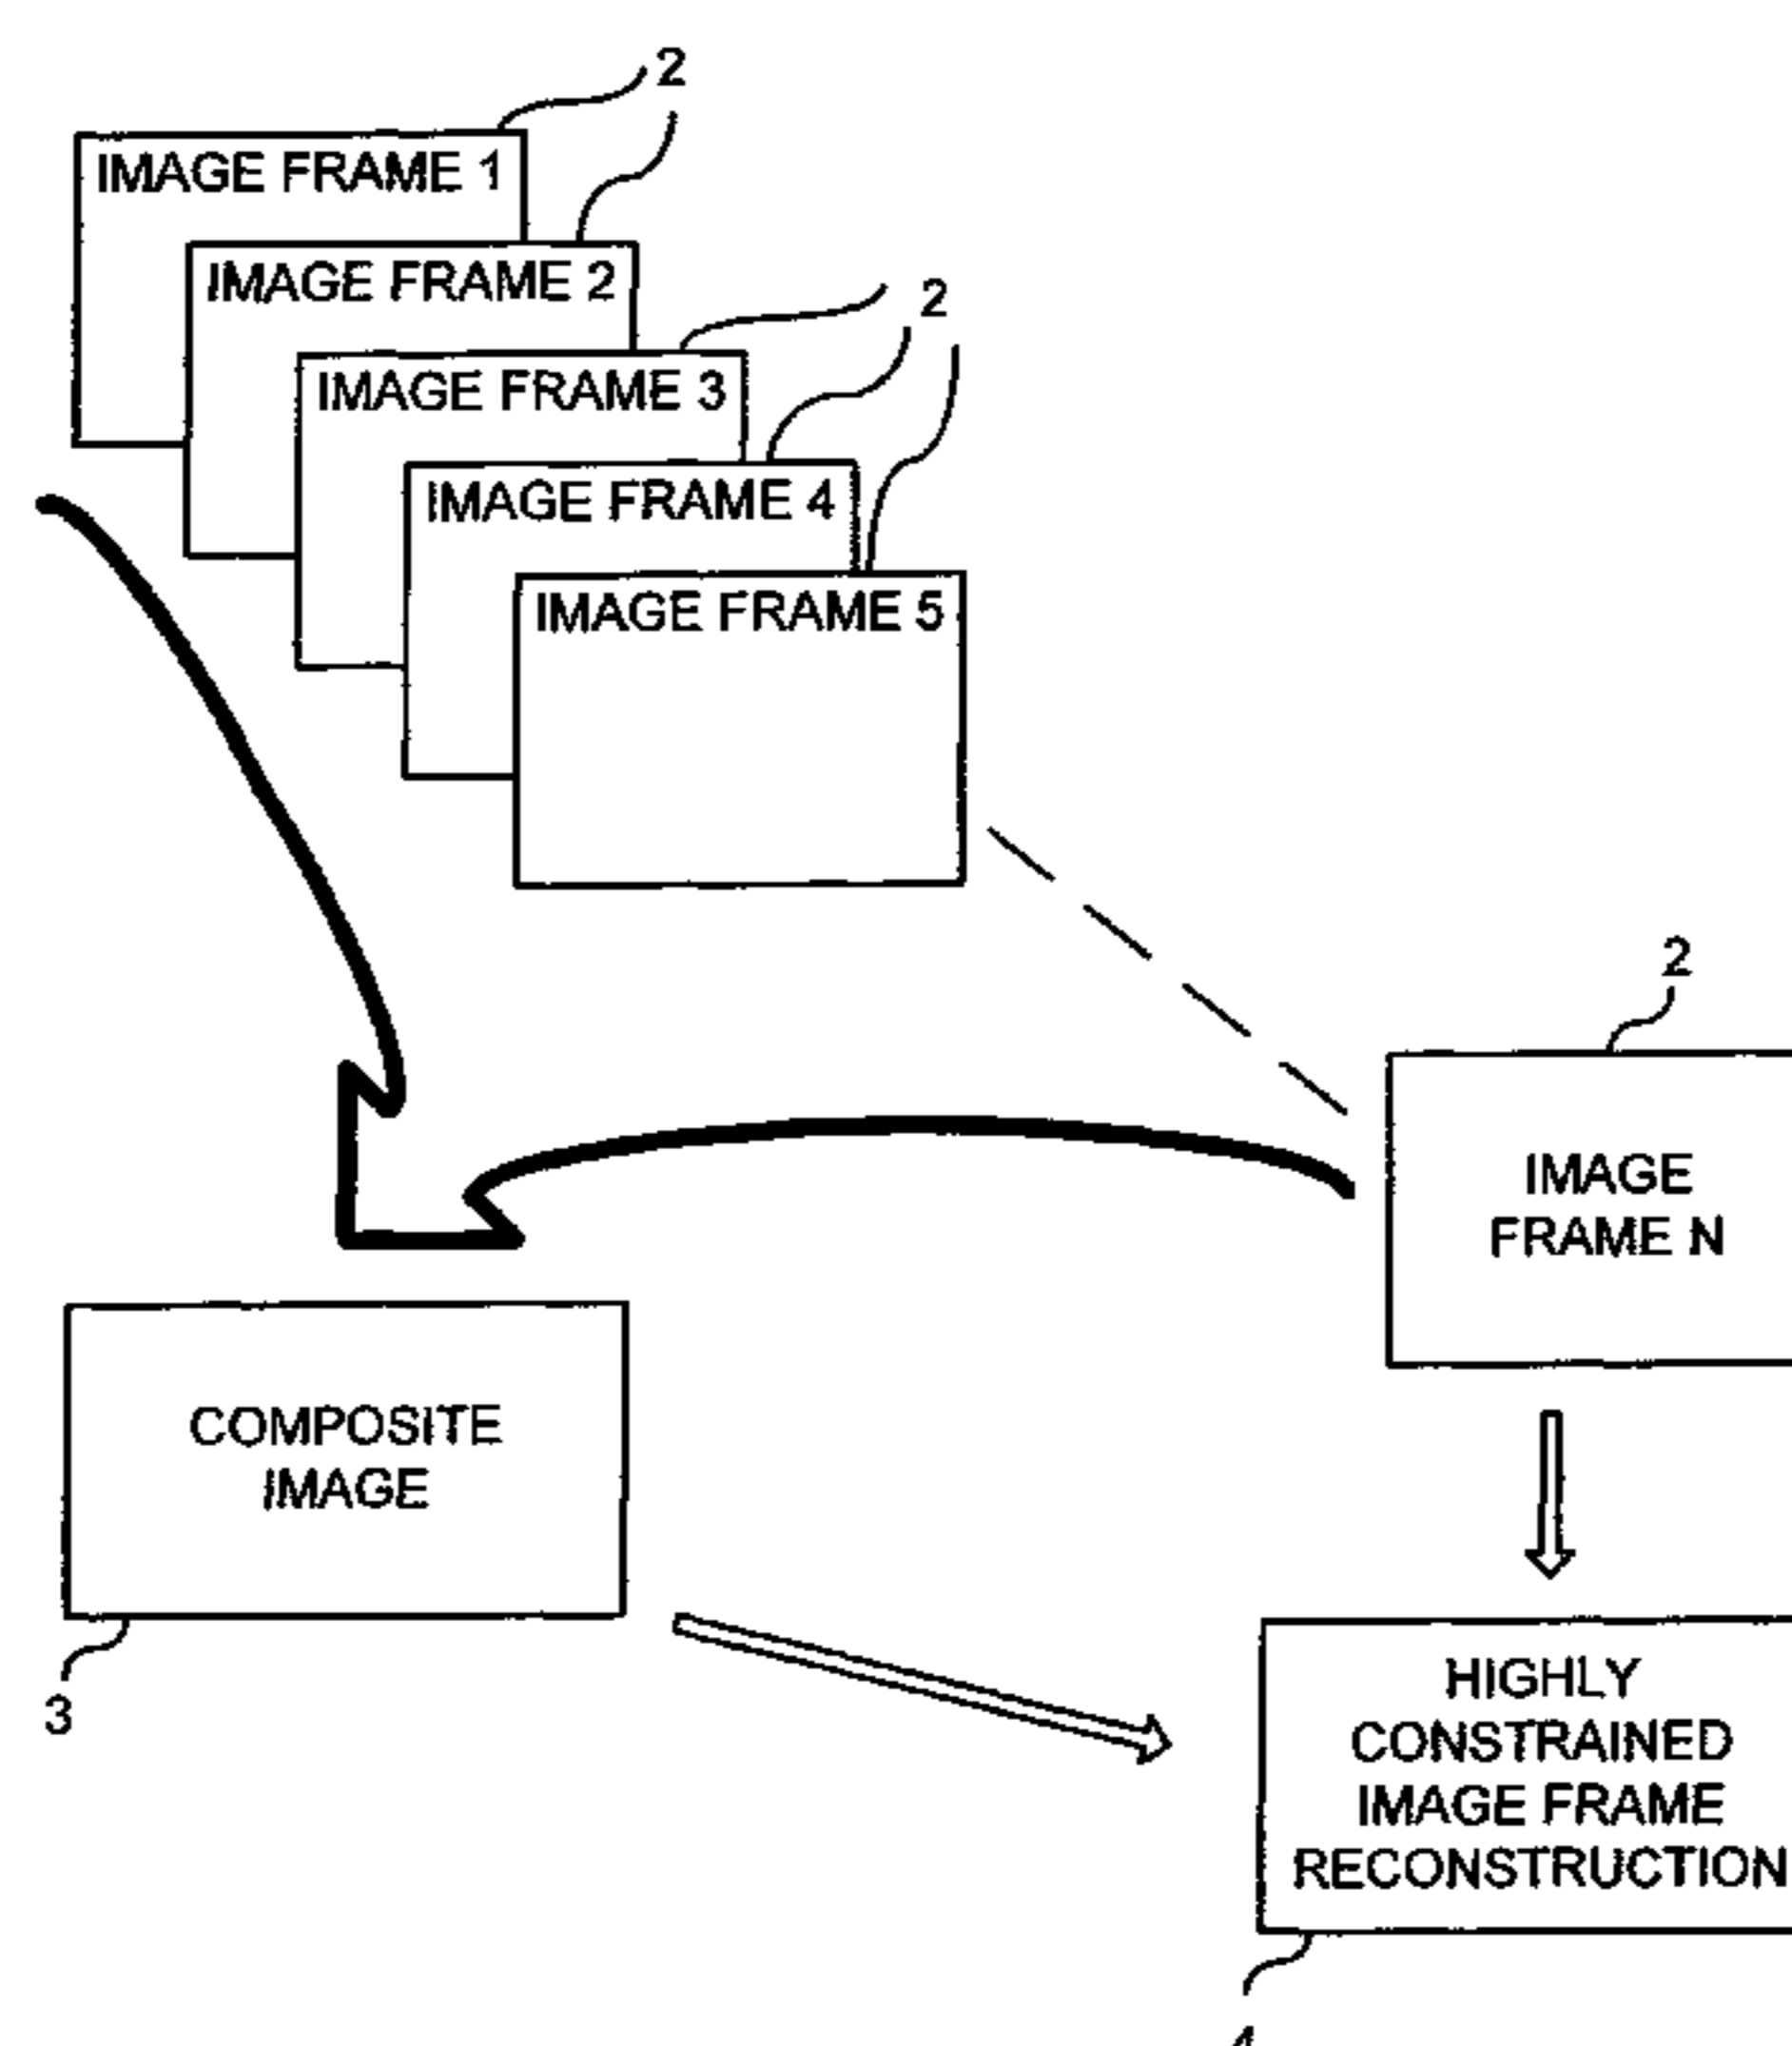 2
IMAGE FRAME 1
IMAGE FRAME 2
2
IMAGE FRAME 3
IMAGE FRAME 4
IMAGE FRAME 5
2
IMAGE
FRAME N
COMPOSITE
IMAGE
3
HIGHLY
CONSTRAINED
IMAGE FRAME
RECONSTRUCTION
4